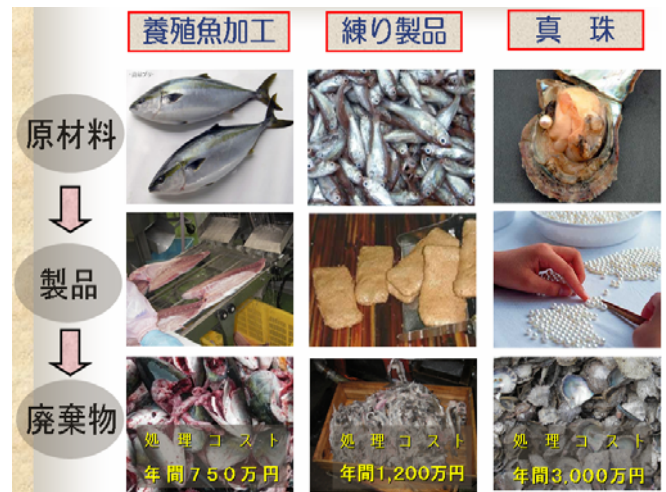 養殖魚加工
練り製品
真珠
原材料
製品
廃棄物
処理コスト
年間750万円
処理コスト
年間1,200万円
処理コスト
年間3,000万円